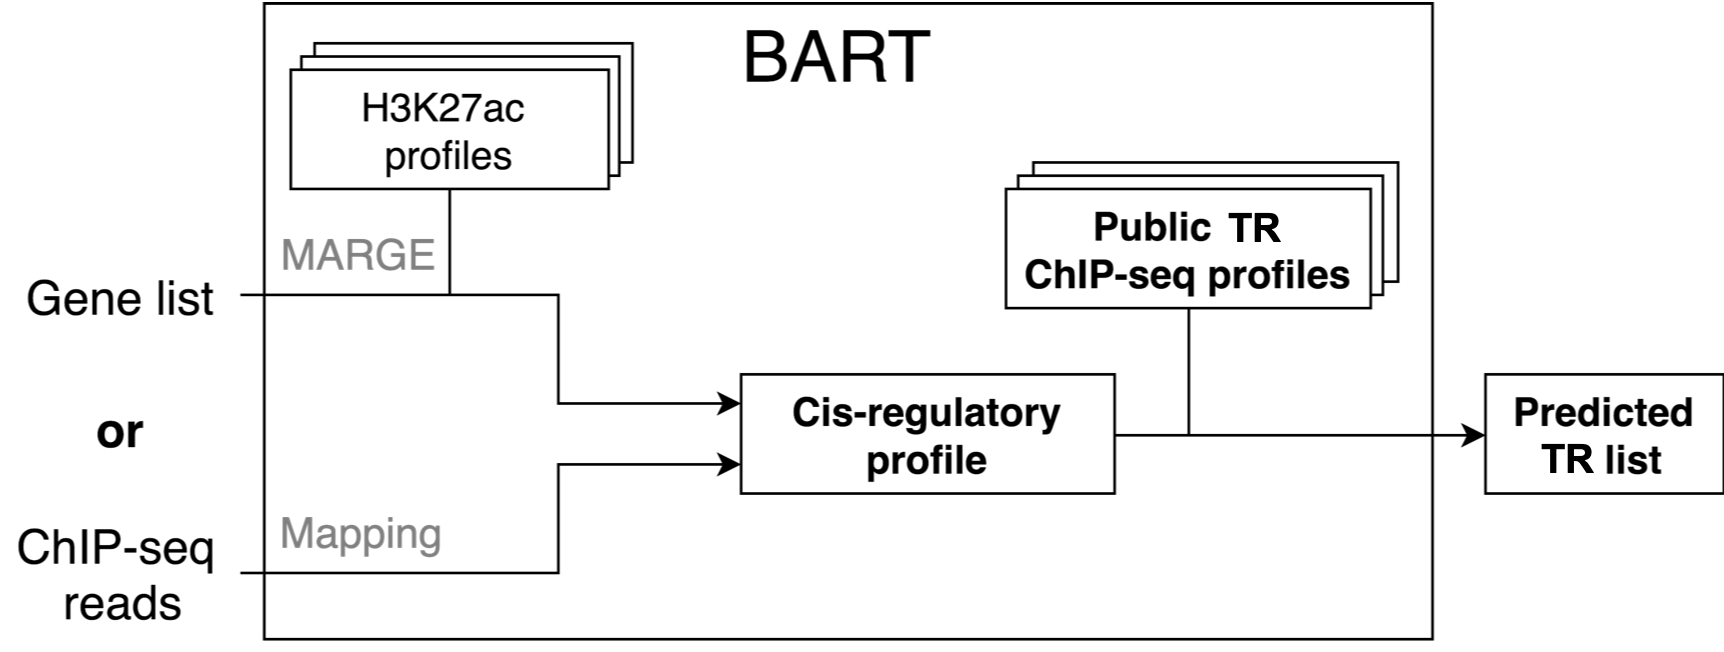 BART
H3K27ac
profiles
MARGE
Gene list
or
ChIP-seq
reads
Mapping
Public TR
ChIP-seq profiles
Cis-regulatory
profile
Predicted
TR list